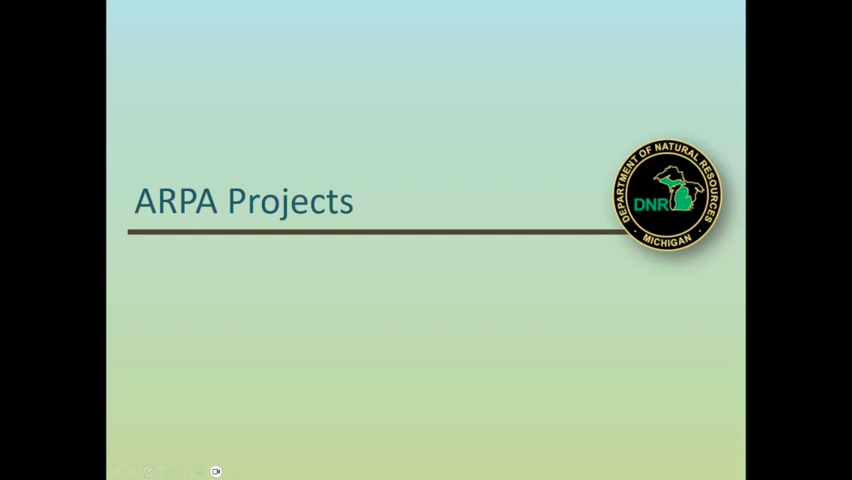 ARPA Projects
DEPARTMENT OF NATURAL RESOURCES
DNR
MICHIGAN